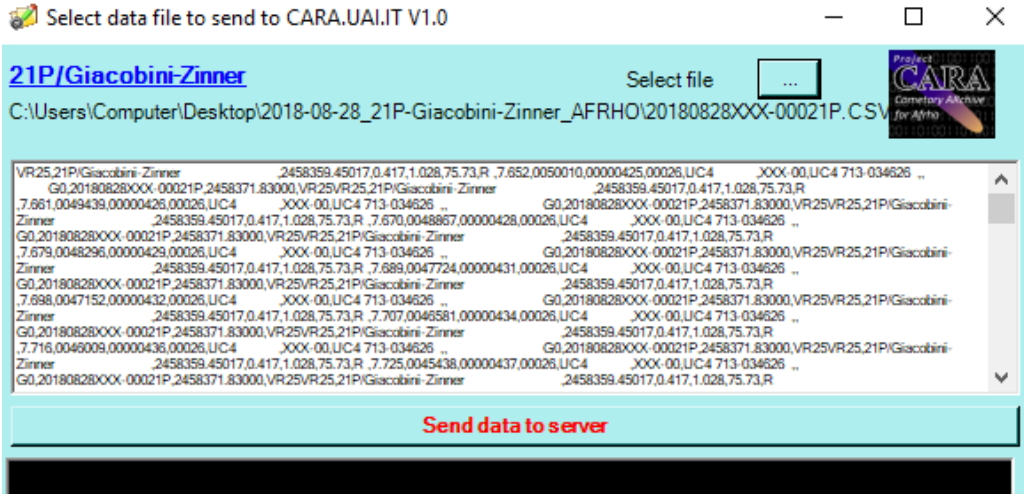 Select data file to send to CARA.UAI.IT V1.0
21P/Giacobini-Zinner
Select file
...
C:\Users\Computer\Desktop\2018-08-28_21P-Giacobini-Zinner_AFRHO\20180828XXX-00021P.CSV
Project
CARA
Cometary ARchive
for Afrho
VR25,21P/Giacobini-Zinner ,2458359.45017,0.417,1.028,75.73,R ,7.652,0050010,00000425,00026,UC4 ,XXX-00,UC4 713-034626 ,,
G0,20180828XXX-00021P,2458371.83000,VR25VR25,21P/Giacobini-Zinner ,2458359.45017,0.417,1.028,75.73,R
,7.661,0049439,00000426,00026,UC4 ,XXX-00,UC4 713-034626 ,, G0,20180828XXX-00021P,2458371.83000,VR25VR25,21P/Giacobini-
Zinner ,2458359.45017,0.417,1.028,75.73,R ,7.670,0048867,00000428,00026,UC4 ,XXX-00,UC4 713-034626 ,,
G0,20180828XXX-00021P,2458371.83000,VR25VR25,21P/Giacobini-Zinner ,2458359.45017,0.417,1.028,75.73,R
,7.679,0048296,00000429,00026,UC4 ,XXX-00,UC4 713-034626 ,, G0,20180828XXX-00021P,2458371.83000,VR25VR25,21P/Giacobini-
Zinner ,2458359.45017,0.417,1.028,75.73,R ,7.689,0047724,00000431,00026,UC4 ,XXX-00,UC4 713-034626 ,,
G0,20180828XXX-00021P,2458371.83000,VR25VR25,21P/Giacobini-Zinner ,2458359.45017,0.417,1.028,75.73,R
,7.698,0047152,00000432,00026,UC4 ,XXX-00,UC4 713-034626 ,, G0,20180828XXX-00021P,2458371.83000,VR25VR25,21P/Giacobini-
Zinner ,2458359.45017,0.417,1.028,75.73,R ,7.707,0046581,00000434,00026,UC4 ,XXX-00,UC4 713-034626 ,,
G0,20180828XXX-00021P,2458371.83000,VR25VR25,21P/Giacobini-Zinner ,2458359.45017,0.417,1.028,75.73,R
,7.716,0046009,00000436,00026,UC4 ,XXX-00,UC4 713-034626 ,, G0,20180828XXX-00021P,2458371.83000,VR25VR25,21P/Giacobini-
Zinner ,2458359.45017,0.417,1.028,75.73,R ,7.725,0045438,00000437,00026,UC4 ,XXX-00,UC4 713-034626 ,,
G0,20180828XXX-00021P,2458371.83000,VR25VR25,21P/Giacobini-Zinner ,2458359.45017,0.417,1.028,75.73,R
Send data to server